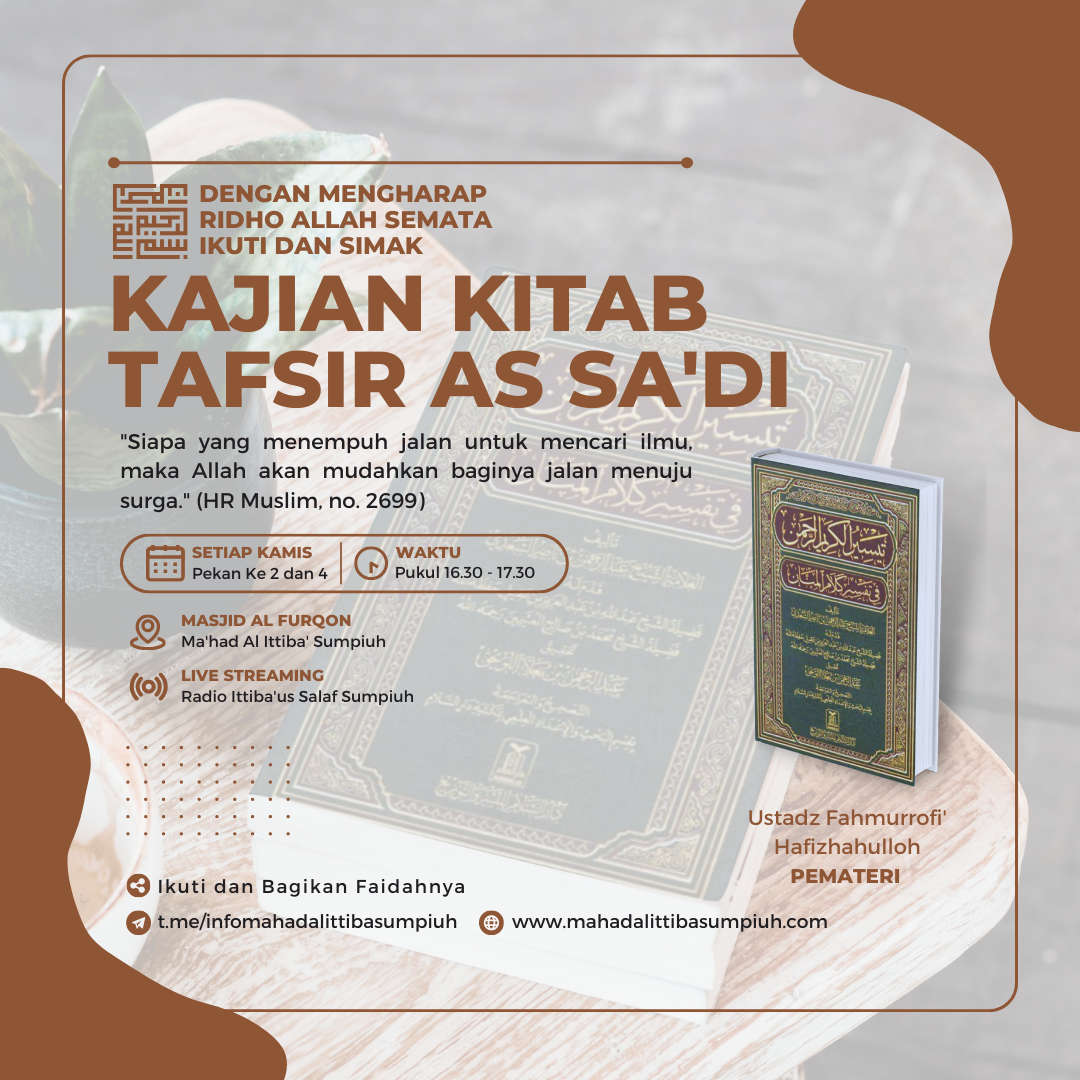 DENGAN MENGHARAP
RIDHO ALLAH SEMATA
IKUTI DAN SIMAK
KAJIAN KITAB
TAFSIR AS SA'DI
"Siapa yang menempuh jalan untuk mencari ilmu,
maka Allah akan mudahkan baginya jalan menuju
surga." (HR Muslim, no. 2699)
SETIAP KAMIS
Pekan Ke 2 dan 4
WAKTU
Pukul 16.30 - 17.30
MASJID AL FURQON
Ma'had Al Ittiba' Sumpiuh
LIVE STREAMING
Radio Ittiba'us Salaf Sumpiuh
تيسير الكريم الرحمن
في تفسير كلام المنان
تأليف
Ustadz Fahmurrofi'
Hafizhahulloh
PEMATERI
Ikuti dan Bagikan Faidahnya
t.me/infomahadalittibasumpiuh
www.mahadalittibasumpiuh.com